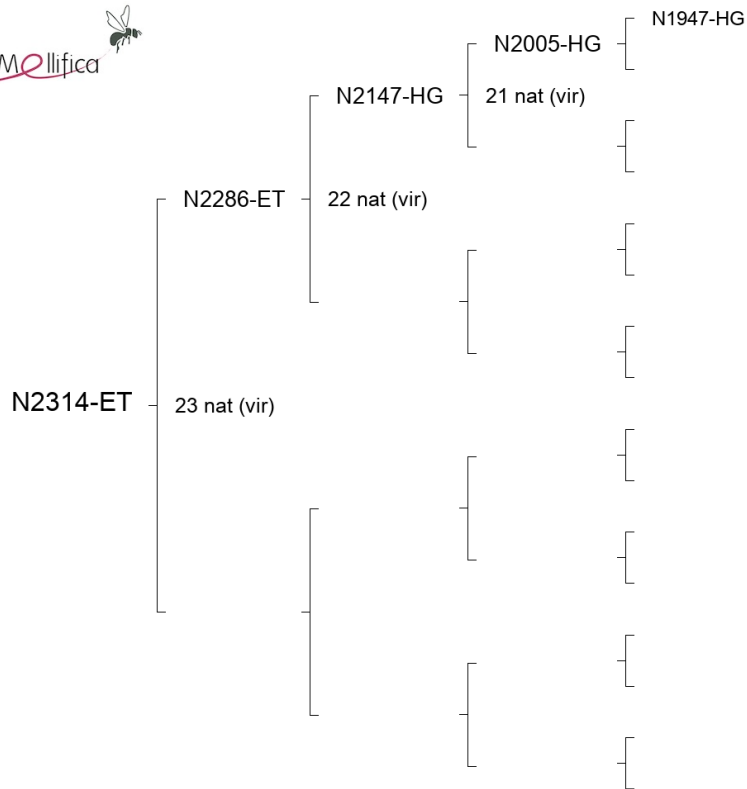 Mellifica
N1947-HG
N2005-HG
N2147-HG
21 nat (vir)
N2286-ET
22 nat (vir)
N2314-ET
23 nat (vir)